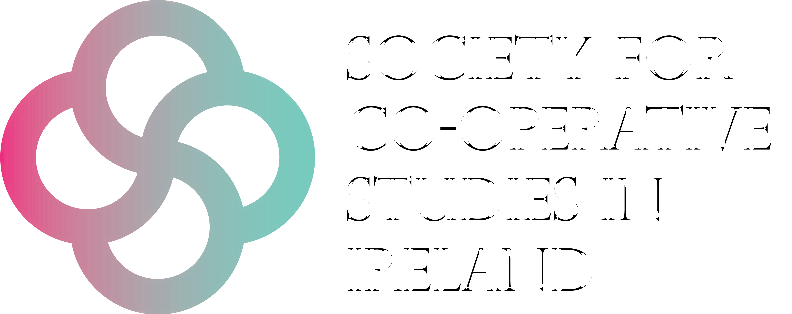 SOCIETY FOR
CO-OPERATIVE
STUDIES IN
IRELAND